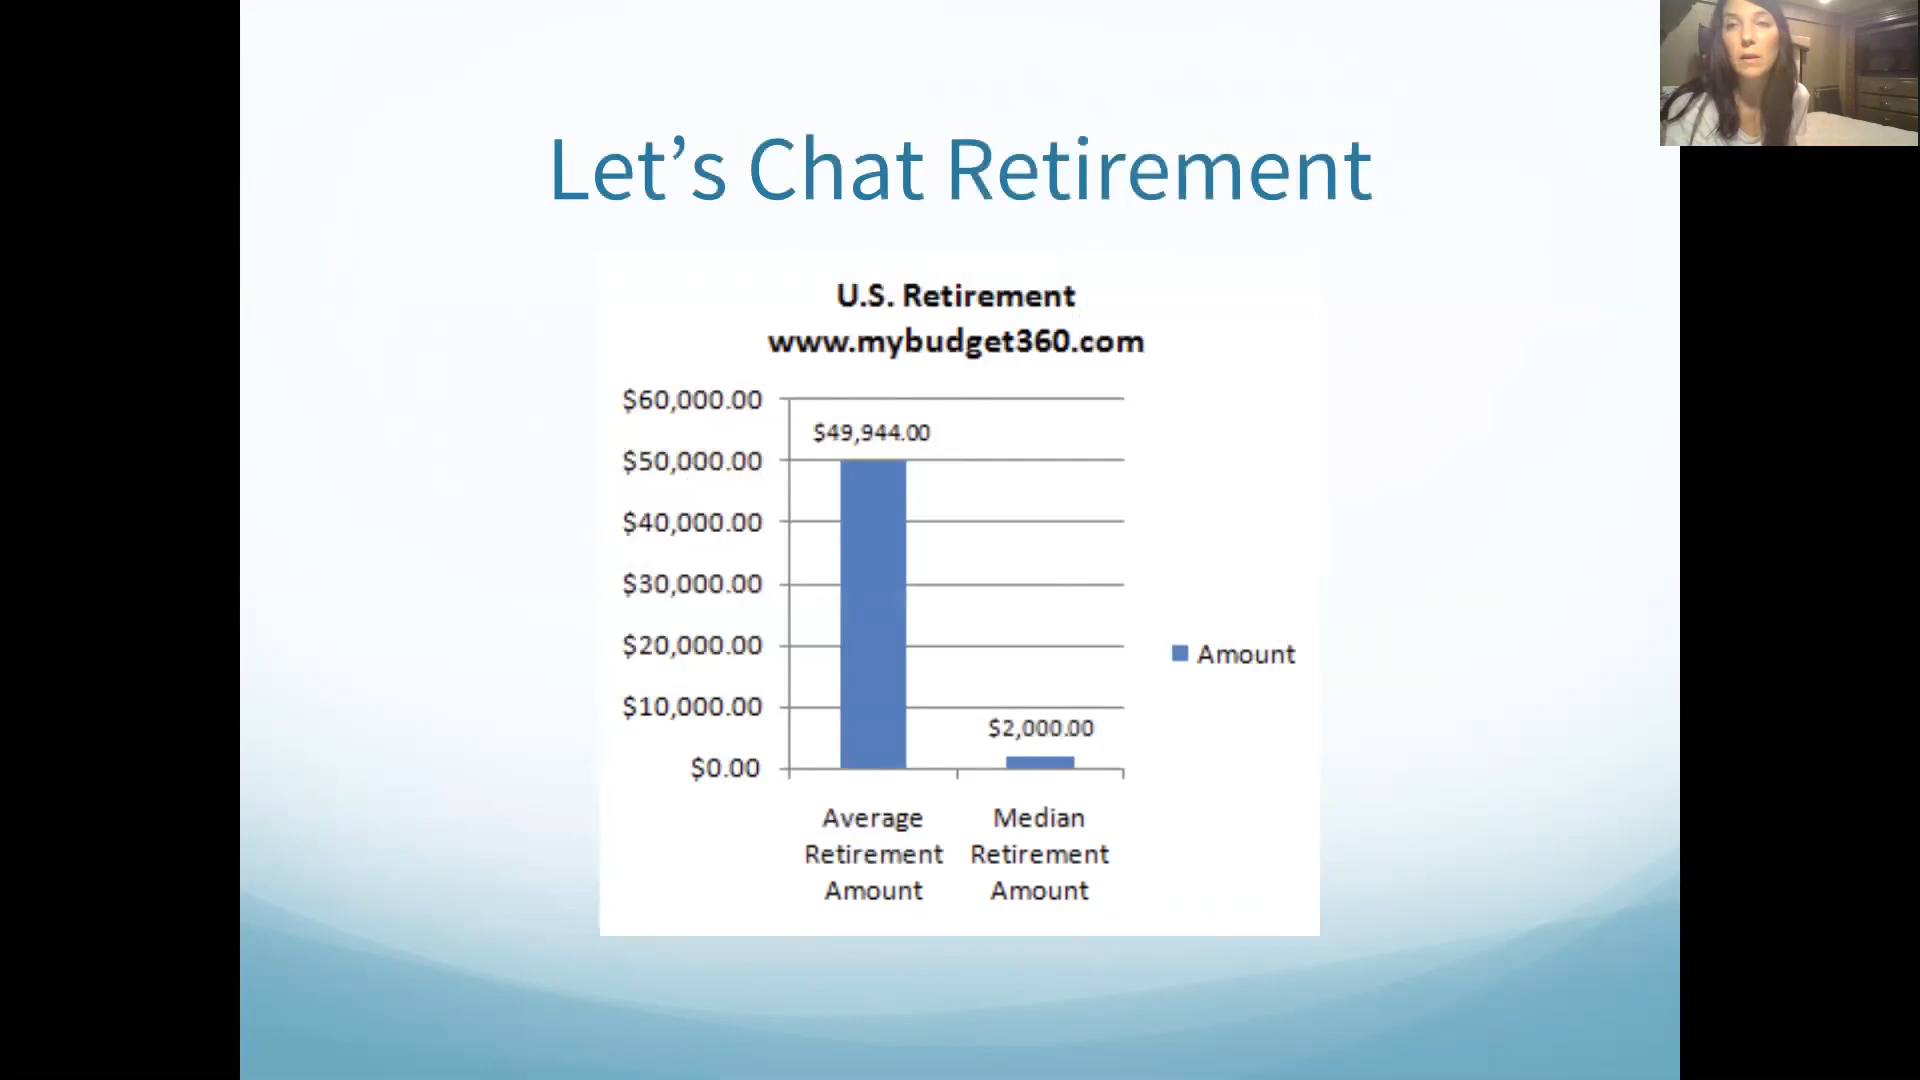 Let's Chat Retirement
U.S. Retirement
www.mybudget360.com
$60,000.00
$49,944.00
$50,000.00
$40,000.00
$30,000.00
$20,000.00
Amount
$10,000.00
$2,000.00
$0.00
Average
Retirement
Amount
Median
Retirement
Amount